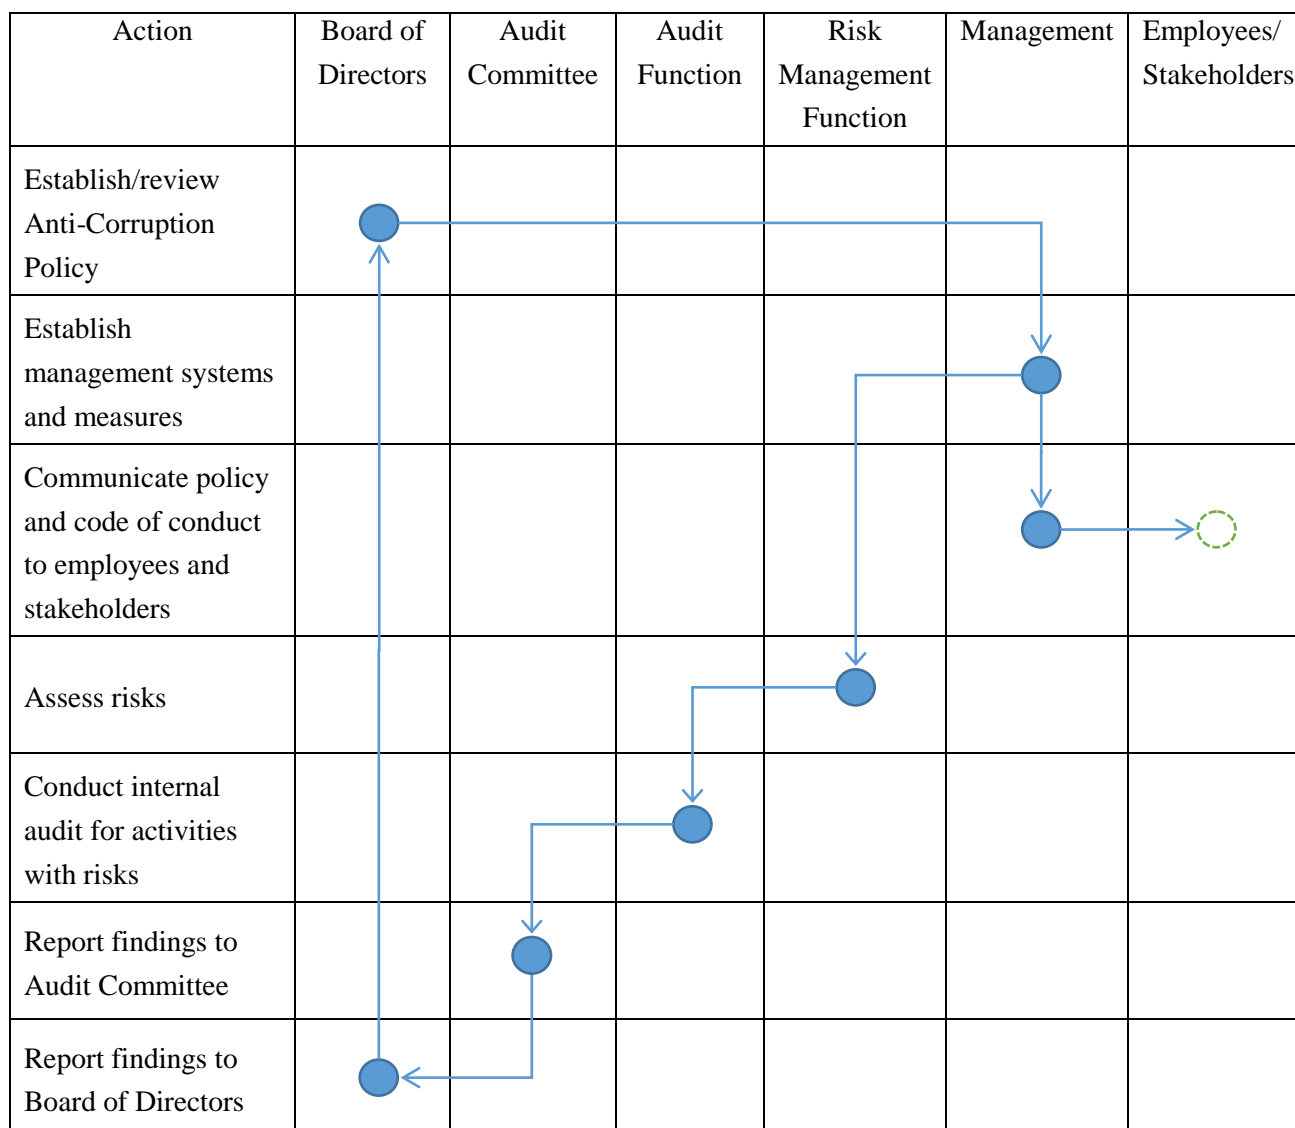 Action
Board of
Directors
Audit
Committee
Audit
Function
Risk
Management
Function
Management
Employees/
Stakeholders
Establish/review
Anti-Corruption
Policy
Establish
management systems
and measures
Communicate policy
and code of conduct
to employees and
stakeholders
Assess risks
Conduct internal
audit for activities
with risks
Report findings to
Audit Committee
Report findings to
Board of Directors